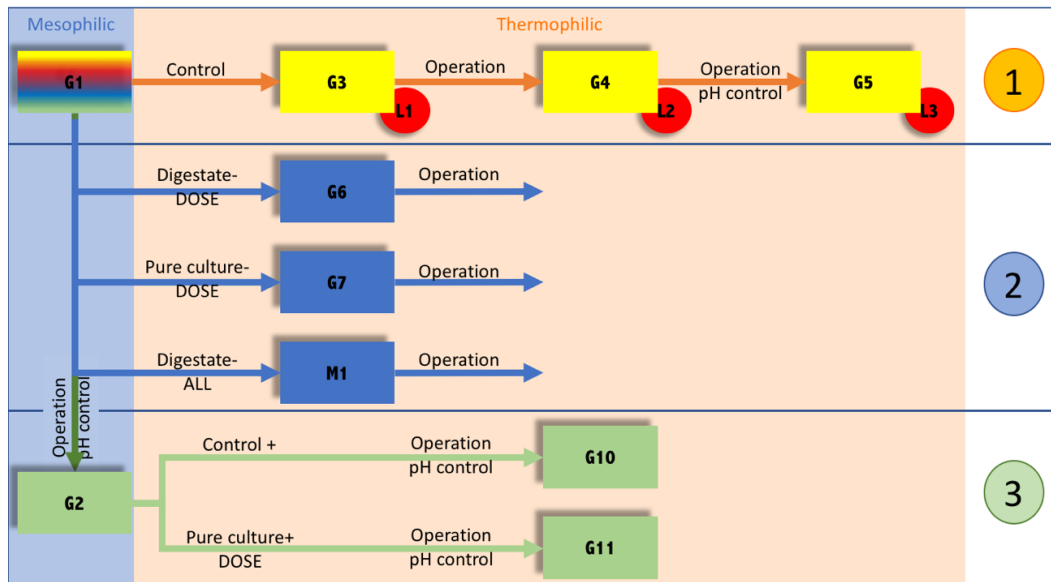 Mesophilic
Thermophilic
G1
Control
G3
L1
Operation
G4
L2
Operation
pH control
G5
L3
1
Digestate-
DOSE
G6
Operation
Pure culture-
DOSE
G7
Operation
2
Digestate-
ALL
M1
Operation
Operation
pH control
G2
Control +
Operation
pH control
G10
Pure culture+
DOSE
Operation
pH control
G11
3